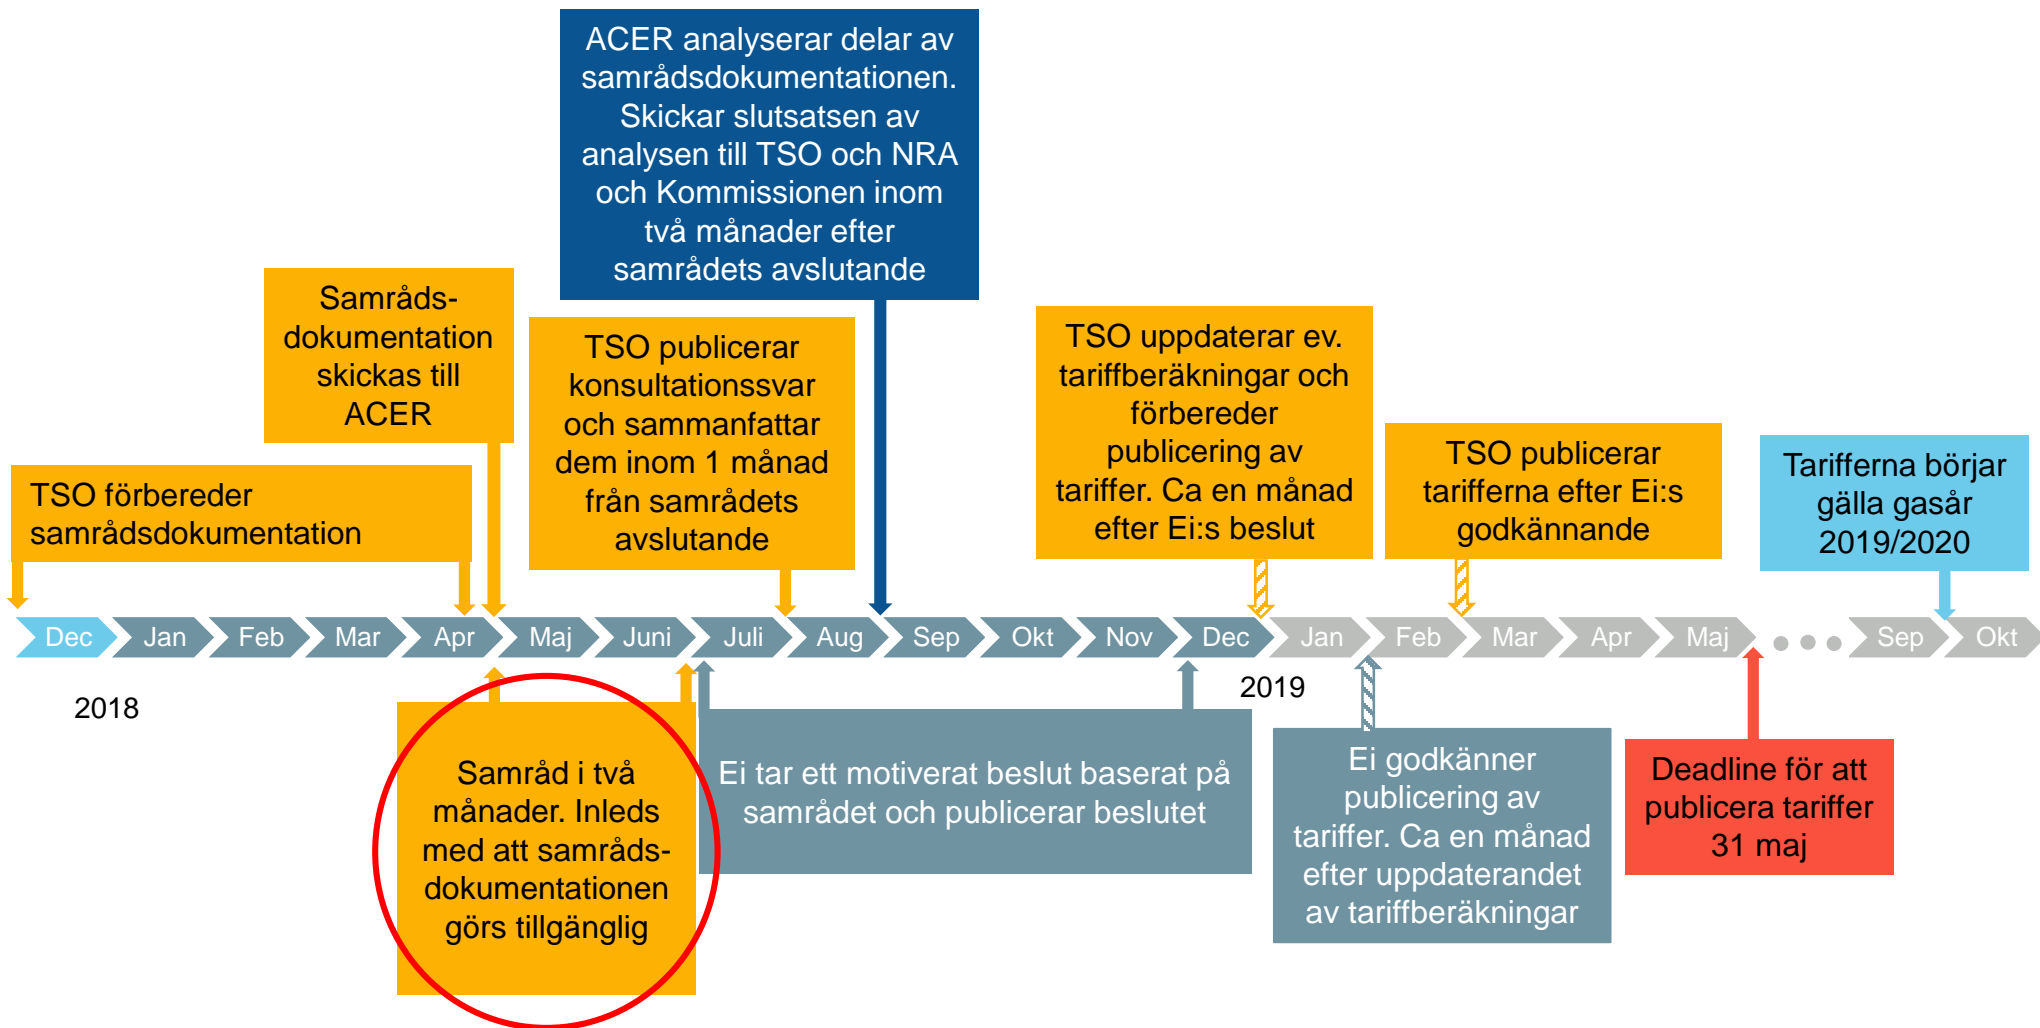 ACER analyserar delar av
samrådsdokumentationen.
Skickar slutsatsen av
analysen till TSO och NRA
och Kommissionen inom
två månader efter
samrådets avslutande
Samråds-
dokumentation
skickas till
ACER
TSO publicerar
konsultationssvar
och sammanfattar
dem inom 1 månad
från samrådets
avslutande
TSO uppdaterar ev.
tariffberäkningar och
förbereder
publicering av
tariffer. Ca en månad
efter Ei:s beslut
TSO publicerar
tarifferna efter Ei:s
godkännande
Tarifferna börjar
gälla gasår
2019/2020
TSO förbereder
samrådsdokumentation
Dec Jan Feb Mar Apr Maj Juni Juli Aug Sep Okt Nov Dec Jan Feb Mar Apr Maj Sep Okt
2018
2019
Samråd i två
månader. Inleds
med att samråds-
dokumentationen
görs tillgänglig
Ei tar ett motiverat beslut baserat på
samrådet och publicerar beslutet
Ei godkänner
publicering av
tariffer. Ca en månad
efter uppdaterandet
av tariffberäkningar
Deadline för att
publicera tariffer
31 maj